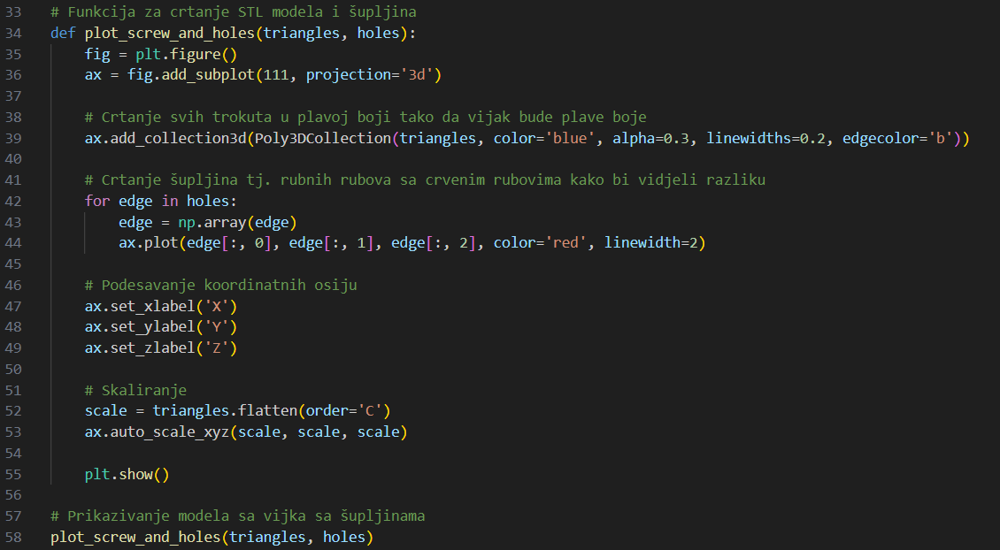 33 # Funkcija za crtanje STL modela i šupljina
34 def plot_screw_and_holes(triangles, holes):
35     fig = plt.figure()
36     ax = fig.add_subplot(111, projection='3d')
37
38     # Crtanje svih trokuta u plavoj boji tako da vijak bude plave boje
39     ax.add_collection3d(Poly3DCollection(triangles, color='blue', alpha=0.3, linewidths=0.2, edgecolor='b'))
40
41     # Crtanje šupljina tj. rubnih rubova sa crvenim rubovima kako bi vidjeli razliku
42     for edge in holes:
43         edge = np.array(edge)
44         ax.plot(edge[:, 0], edge[:, 1], edge[:, 2], color='red', linewidth=2)
45
46     # Podesavanje koordinatnih osiju
47     ax.set_xlabel('X')
48     ax.set_ylabel('Y')
49     ax.set_zlabel('Z')
50
51     # Skaliranje
52     scale = triangles.flatten(order='C')
53     ax.auto_scale_xyz(scale, scale, scale)
54
55     plt.show()
56
57 # Prikazivanje modela sa vijka sa šupljinama
58 plot_screw_and_holes(triangles, holes)